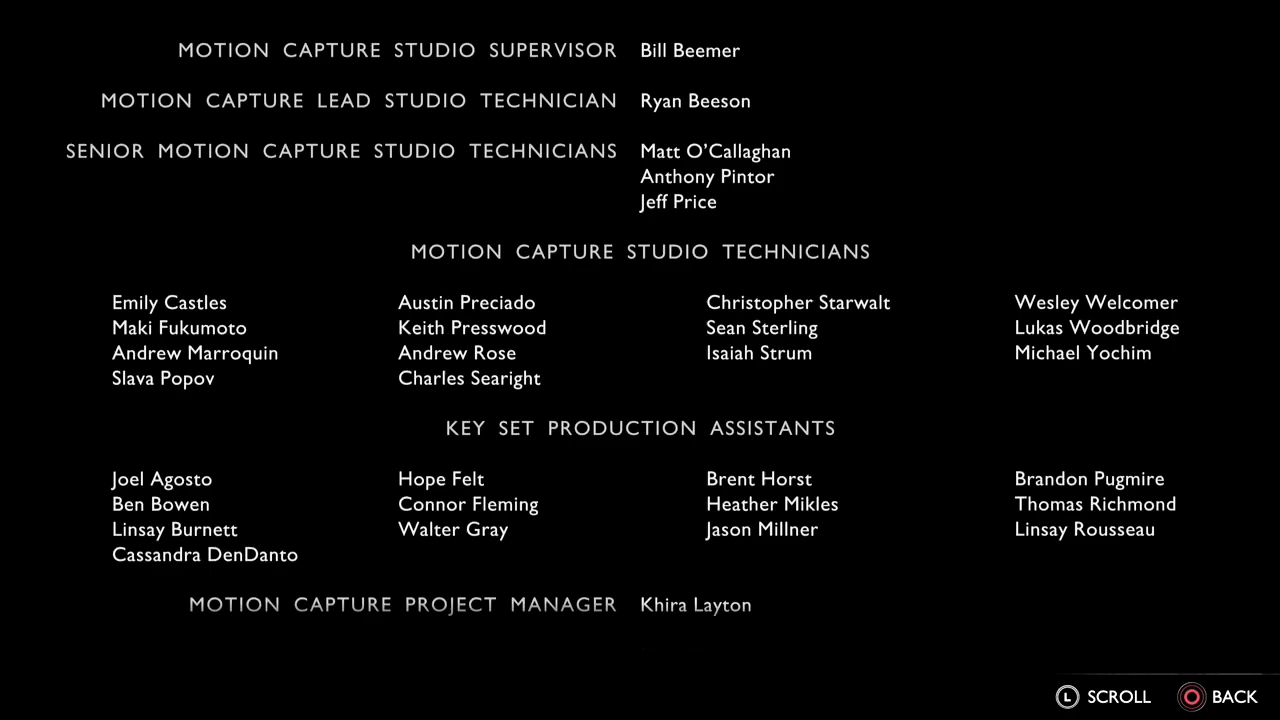 MOTION CAPTURE STUDIO SUPERVISOR Bill Beemer
MOTION CAPTURE LEAD STUDIO TECHNICIAN Ryan Beeson
SENIOR MOTION CAPTURE STUDIO TECHNICIANS Matt O’Callaghan
Anthony Pintor
Jeff Price
MOTION CAPTURE STUDIO TECHNICIANS
Emily Castles Austin Preciado Christopher Starwalt Wesley Welcomer
Maki Fukumoto Keith Presswood Sean Sterling Lukas Woodbridge
Andrew Marroquin Andrew Rose Isaiah Strum Michael Yochim
Slava Popov Charles Searight
KEY SET PRODUCTION ASSISTANTS
Joel Agosto Hope Felt Brent Horst Brandon Pugmire
Ben Bowen Connor Fleming Heather Mikles Thomas Richmond
Linsay Burnett Walter Gray Jason Millner Linsay Rousseau
Cassandra DenDanto
MOTION CAPTURE PROJECT MANAGER Khira Layton
L SCROLL BACK